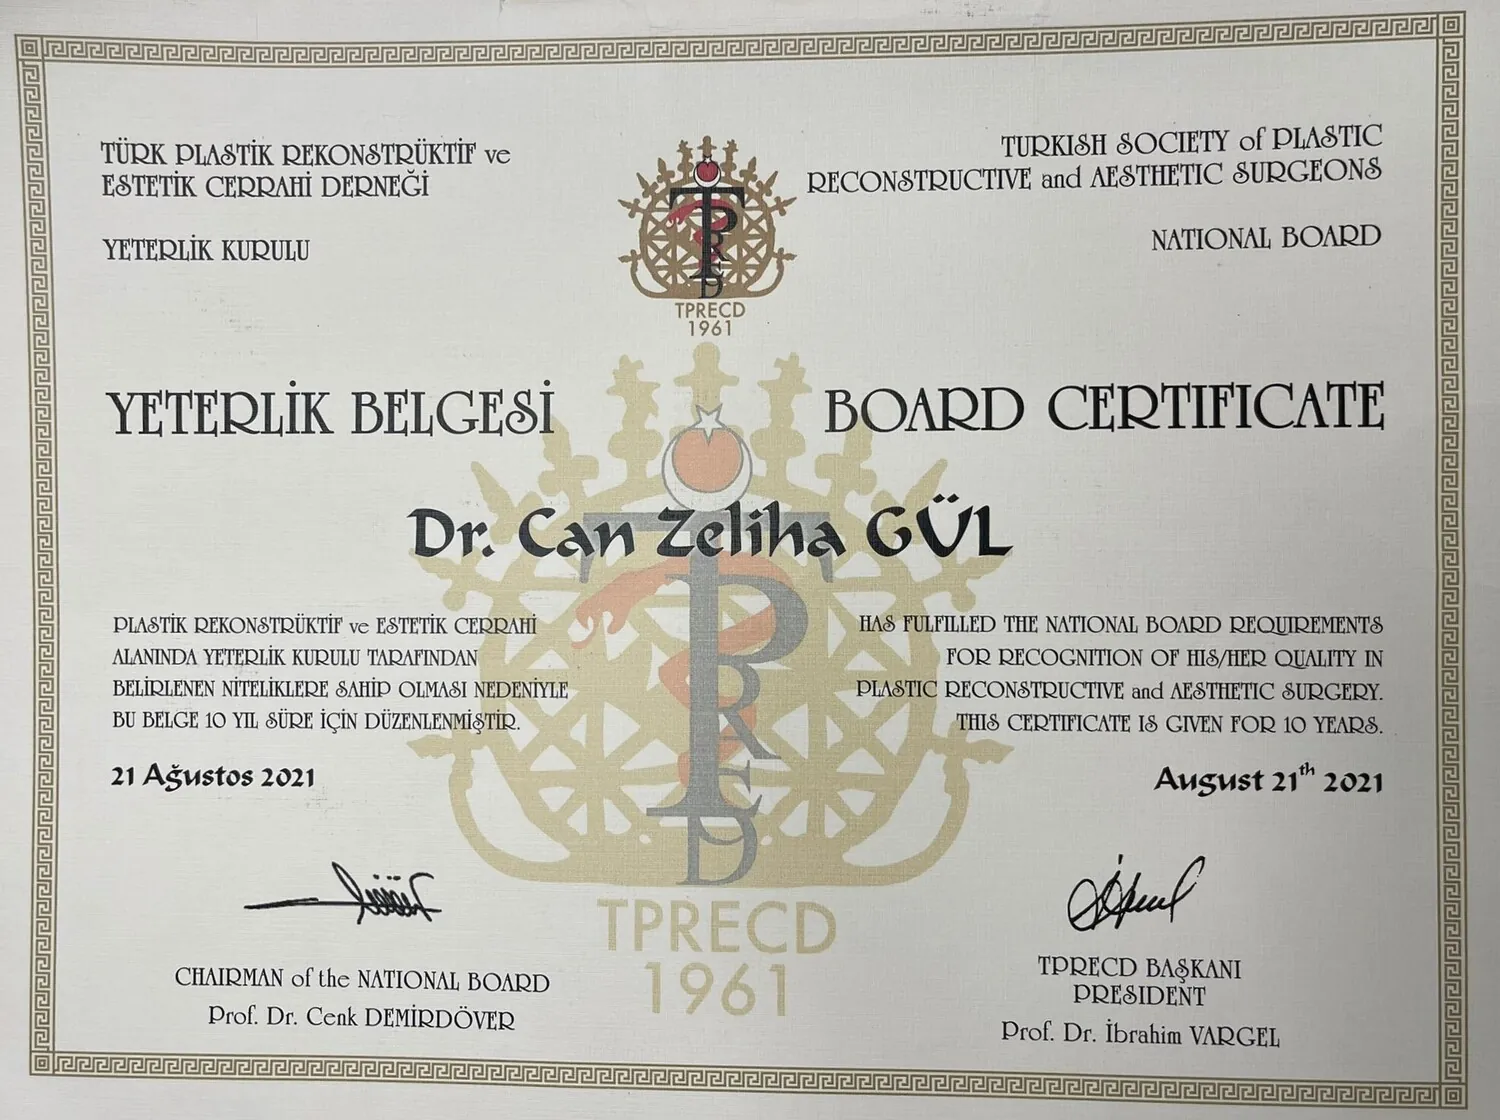 TÜRK PLASTİK REKONSTRÜKTİF ve
ESTETİK CERRAHİ DERNEĞİ
YETERLİK KURULU
TPRECD
1961
TURKISH SOCIETY of PLASTIC
RECONSTRUCTIVE and AESTHETIC SURGEONS
NATIONAL BOARD
YETERLİK BELGESİ
BOARD CERTIFICATE
Dr. Can Zeliha GÜL
PLASTİK REKONSTRÜKTİF ve ESTETİK CERRAHİ
ALANINDA YETERLİK KURULU TARAFINDAN
BELİRLENEN NİTELİKLERE SAHİP OLMASI NEDENİYLE
BU BELGE 10 YIL SÜRE İÇİN DÜZENLENMİŞTİR.
21 Ağustos 2021
HAS FULFILLED THE NATIONAL BOARD REQUIREMENTS
FOR RECOGNITION OF HIS/HER QUALITY IN
PLASTIC RECONSTRUCTIVE and AESTHETIC SURGERY.
THIS CERTIFICATE IS GIVEN FOR 10 YEARS.
August 21th 2021
TPRECD
1961
CHAIRMAN of the NATIONAL BOARD
Prof. Dr. Cenk DEMİRDÖVER
TPRECD BAŞKANI
PRESIDENT
Prof. Dr. İbrahim VARGEL